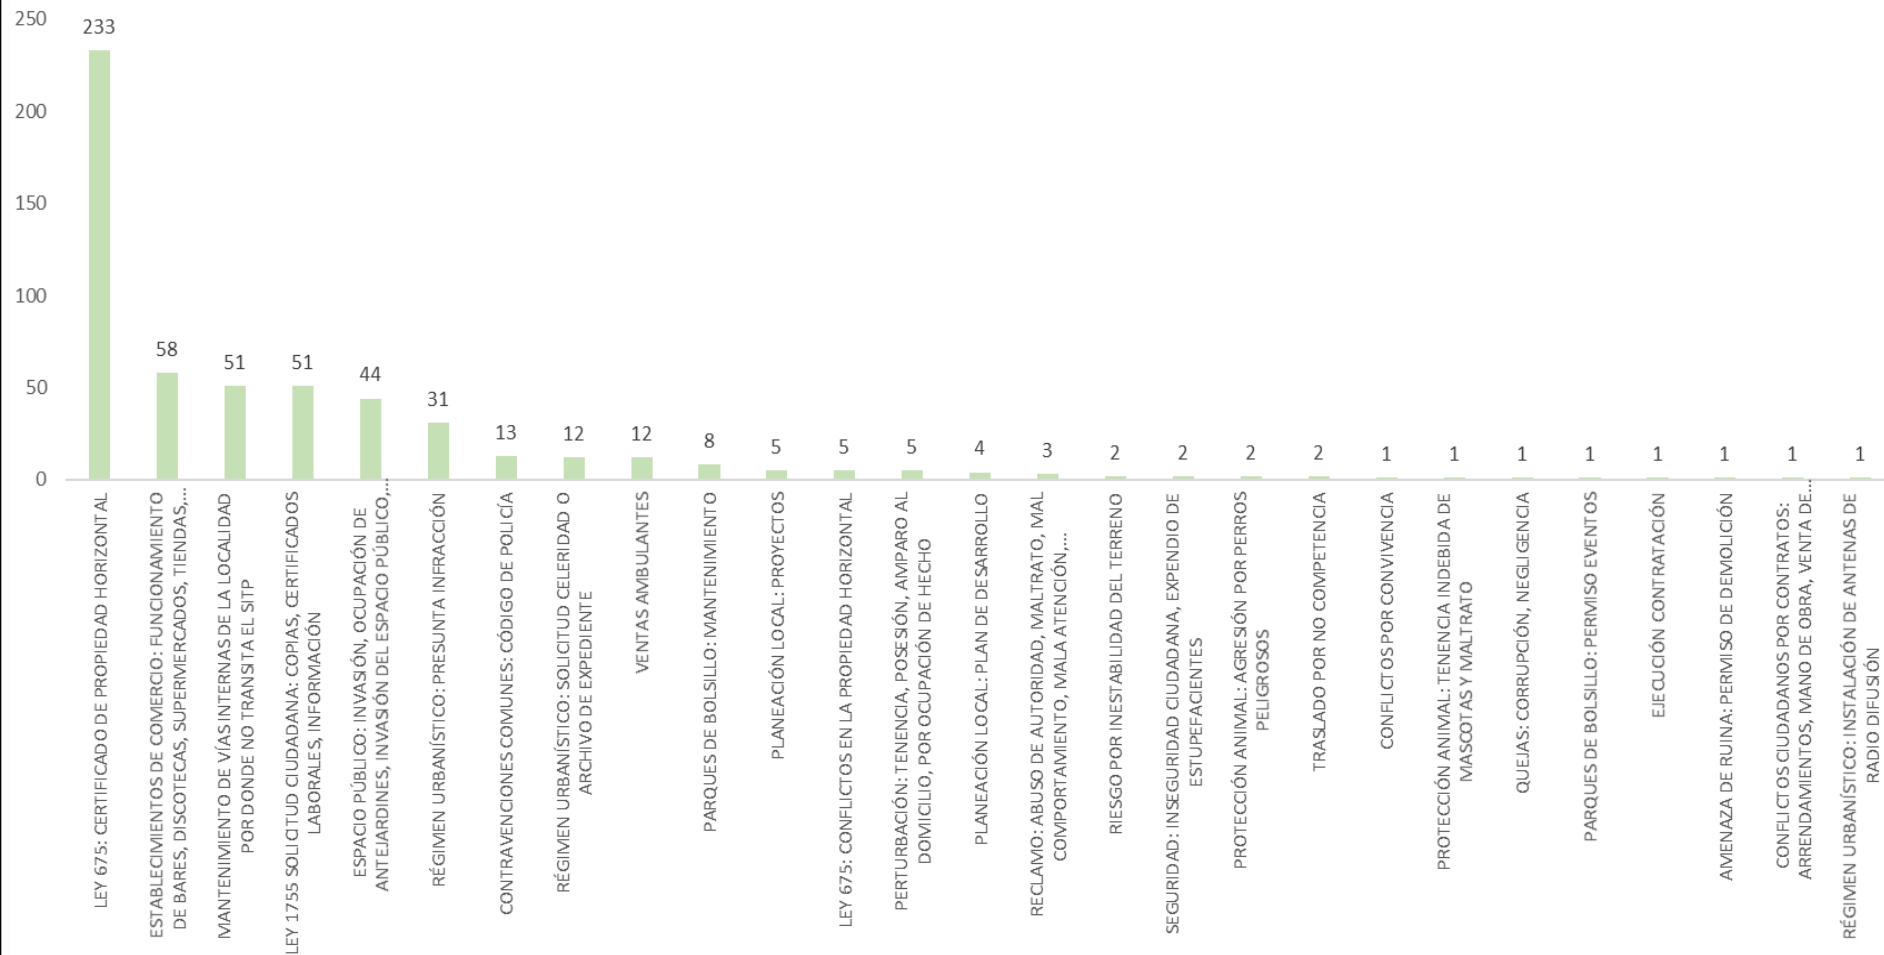 250
200
150
100
50
0
233
58
51
51
44
31
13
12
12
8
5
5
5
4
3
2
2
2
2
1
1
1
1
1
1
1
1
LEY 675: CERTIFICADO DE PROPIEDAD HORIZONTAL
ESTABLECIMIENTOS DE COMERCIO: FUNCIONAMIENTO
DE BARES, DISCOTECAS, SUPERMERCADOS, TIENDAS,...
MANTENIMIENTO DE VÍAS INTERNAS DE LA LOCALIDAD
POR DONDE NO TRANSITA EL SITP
LEY 1755 SOLICITUD CIUDADANA: COPIAS, CERTIFICADOS
LABORALES, INFORMACIÓN
ESPACIO PÚBLICO: INVASIÓN, OCUPACIÓN DE
ANTEJARDINES, INVASIÓN DEL ESPACIO PÚBLICO,...
RÉGIMEN URBANÍSTICO: PRESUNTA INFRACCIÓN
CONTRAVENCIONES COMUNES: CÓDIGO DE POLICÍA
RÉGIMEN URBANÍSTICO: SOLICITUD CELERIDAD O
ARCHIVO DE EXPEDIENTE
VENTAS AMBULANTES
PARQUES DE BOLSILLO: MANTENIMIENTO
PLANEACIÓN LOCAL: PROYECTOS
LEY 675: CONFLICTOS EN LA PROPIEDAD HORIZONTAL
PERTURBACIÓN: TENENCIA, POSESIÓN, AMPARO AL
DOMICILIO, POR OCUPACIÓN DE HECHO
PLANEACIÓN LOCAL: PLAN DE DESARROLLO
RECLAMO: ABUSO DE AUTORIDAD, MALTRATO, MAL
COMPORTAMIENTO, MALA ATENCIÓN,...
RIESGO POR INESTABILIDAD DEL TERRENO
SEGURIDAD: INSEGURIDAD CIUDADANA, EXPENDIO DE
ESTUPEFACIENTES
PROTECCIÓN ANIMAL: AGRESIÓN POR PERROS
PELIGROSOS
TRASLADO POR NO COMPETENCIA
CONFLICTOS POR CONVIVENCIA
PROTECCIÓN ANIMAL: TENENCIA INDEBIDA DE
MASCOTAS Y MALTRATO
QUEJAS: CORRUPCIÓN, NEGLIGENCIA
PARQUES DE BOLSILLO: PERMISO EVENTOS
EJECUCIÓN CONTRATACIÓN
AMENAZA DE RUINA: PERMISO DE DEMOLICIÓN
CONFLICTOS CIUDADANOS POR CONTRATOS:
ARRENDAMIENTOS, MANO DE OBRA, VENTA DE...
RÉGIMEN URBANÍSTICO: INSTALACIÓN DE ANTENAS DE
RADIO DIFUSIÓN